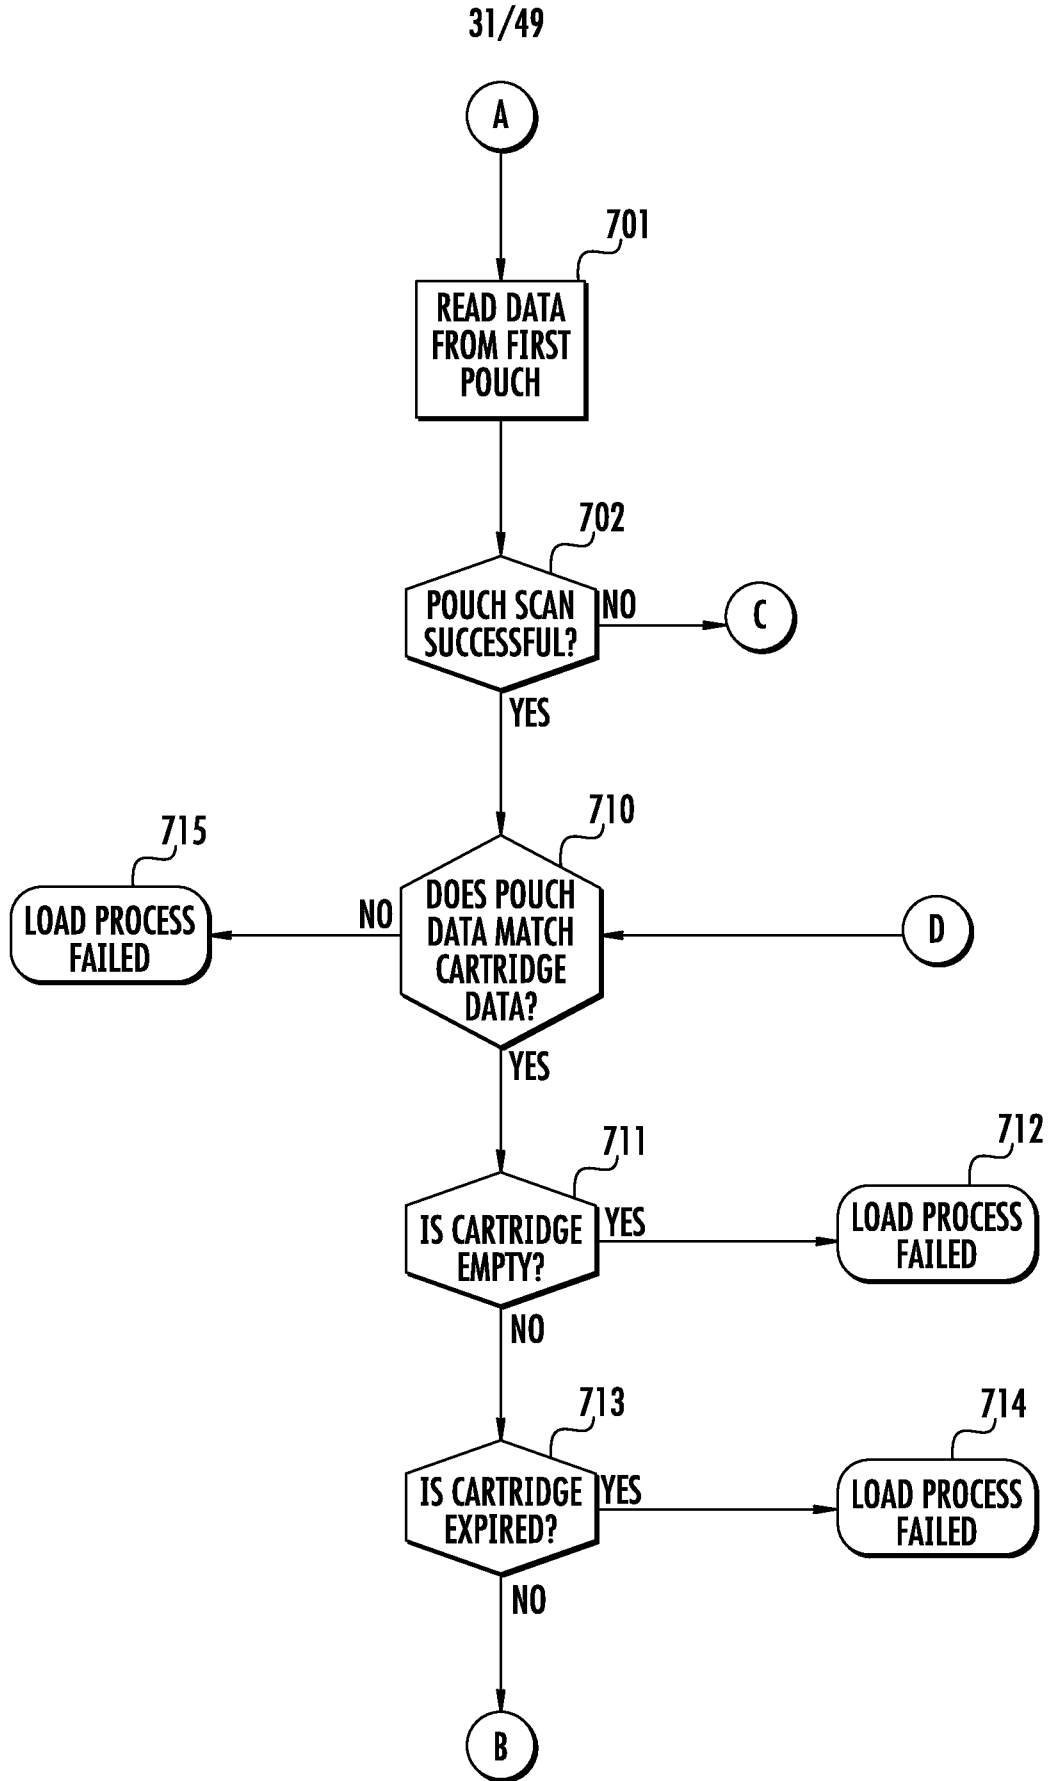 31/49
A
701
READ DATA
FROM FIRST
POUCH
702
POUCH SCAN
SUCCESSFUL?
NO
C
YES
710
715
DOES POUCH
DATA MATCH
CARTRIDGE
DATA?
NO
LOAD PROCESS
FAILED
D
YES
711
712
IS CARTRIDGE
EMPTY?
YES
LOAD PROCESS
FAILED
NO
713
714
IS CARTRIDGE
EXPIRED?
YES
LOAD PROCESS
FAILED
NO
B